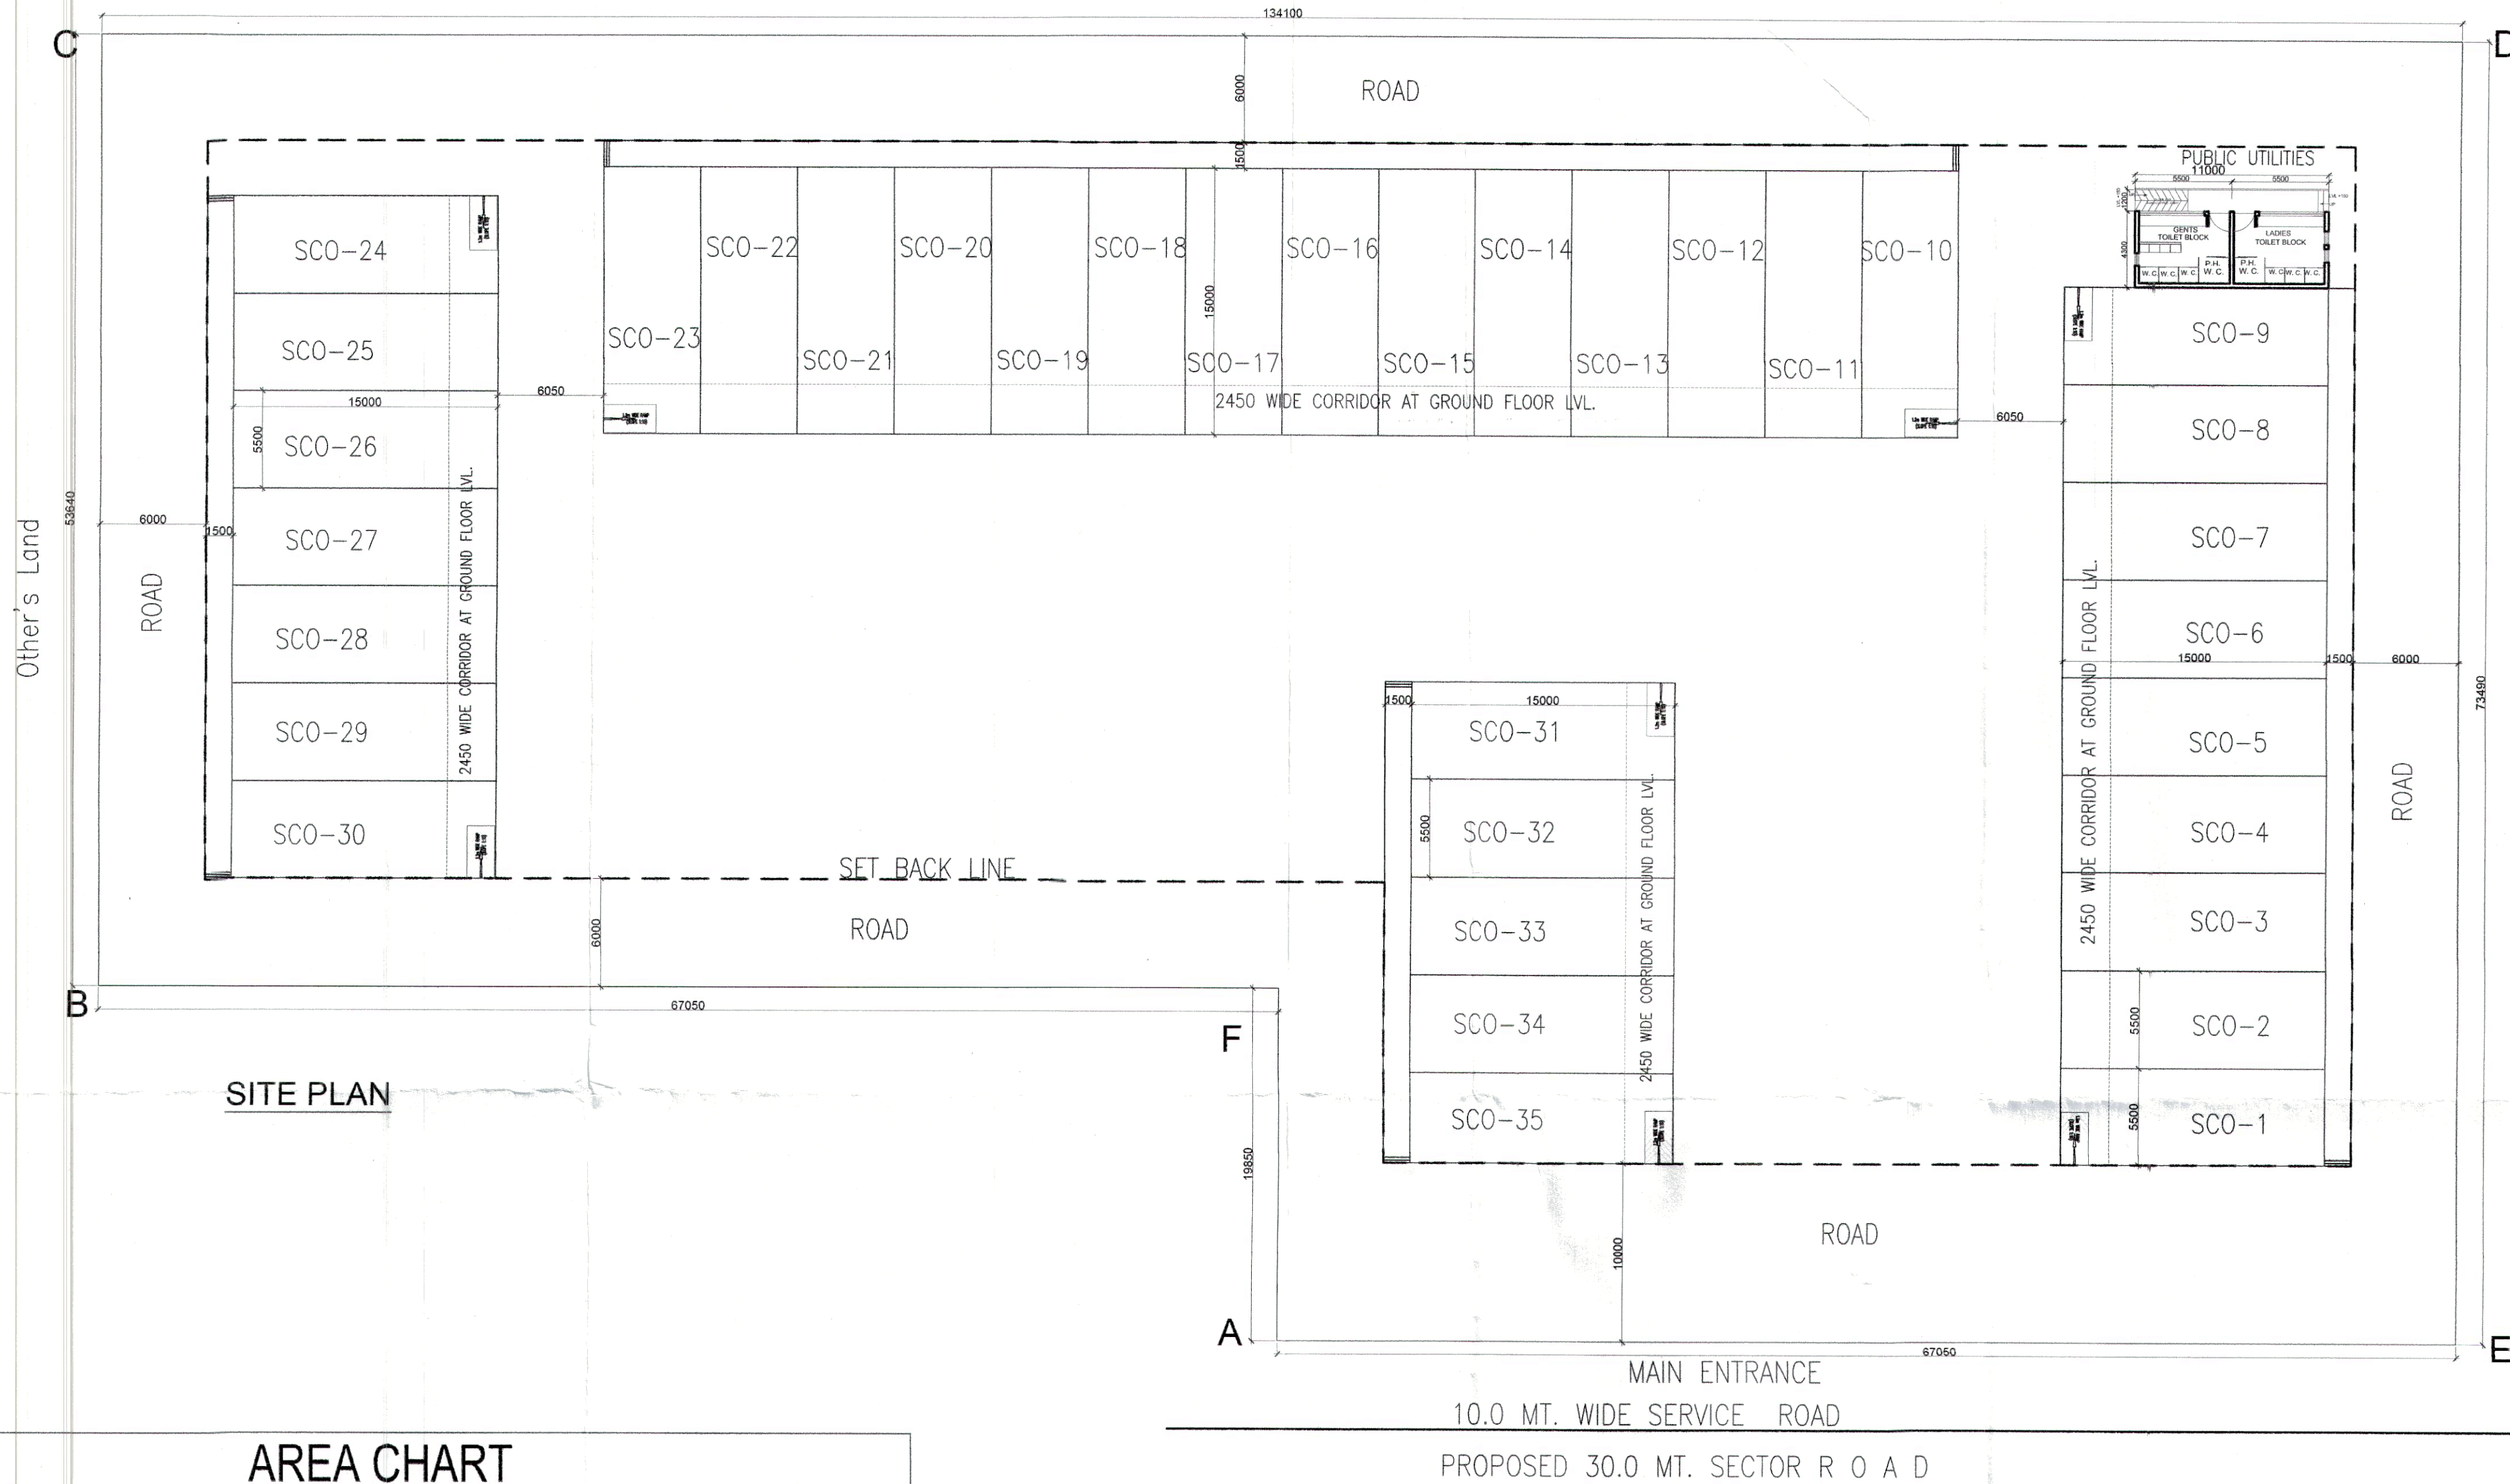 134100
C
D
6000
ROAD
1500
PUBLIC UTILITIES
11000
5500
5500
1200
4300
GENTS
TOILET BLOCK
LADIES
TOILET BLOCK
W.C.
W.C.
W.C.
P.H.
W.C.
P.H.
W.C.
W.C.
W.C.
W.C.
SCO-24
SCO-25
15000
5500
SCO-26
SCO-27
SCO-28
SCO-29
SCO-30
2450 WIDE CORRIDOR AT GROUND FLOOR LVL.
6050
SCO-23
SCO-22
SCO-21
SCO-20
SCO-19
SCO-18
SCO-17
SCO-16
SCO-15
SCO-14
SCO-13
SCO-12
SCO-11
SCO-10
15000
2450 WIDE CORRIDOR AT GROUND FLOOR LVL.
6050
SCO-9
SCO-8
SCO-7
SCO-6
15000
1500
6000
SCO-5
SCO-4
SCO-3
SCO-2
SCO-1
5500
5500
2450 WIDE CORRIDOR AT GROUND FLOOR LVL.
ROAD
73490
Other's Land
53640
6000
1500
ROAD
1500
15000
SCO-31
SCO-32
5500
SCO-33
SCO-34
SCO-35
2450 WIDE CORRIDOR AT GROUND FLOOR LVL.
SET BACK LINE
6000
ROAD
B
67050
F
19850
SITE PLAN
A
10000
ROAD
67050
E
MAIN ENTRANCE
10.0 MT. WIDE SERVICE ROAD
PROPOSED 30.0 MT. SECTOR R O A D
AREA CHART